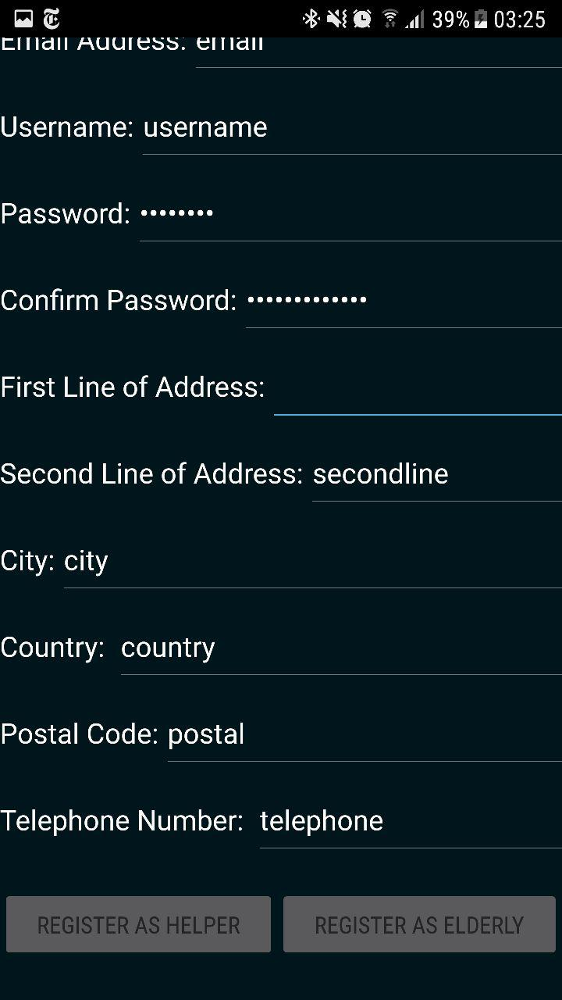 39% 03:25
Email Address: email
Username: username
Password: ••••••••
Confirm Password: •••••••••••••
First Line of Address:
Second Line of Address: secondline
City: city
Country: country
Postal Code: postal
Telephone Number: telephone
REGISTER AS HELPER REGISTER AS ELDERLY